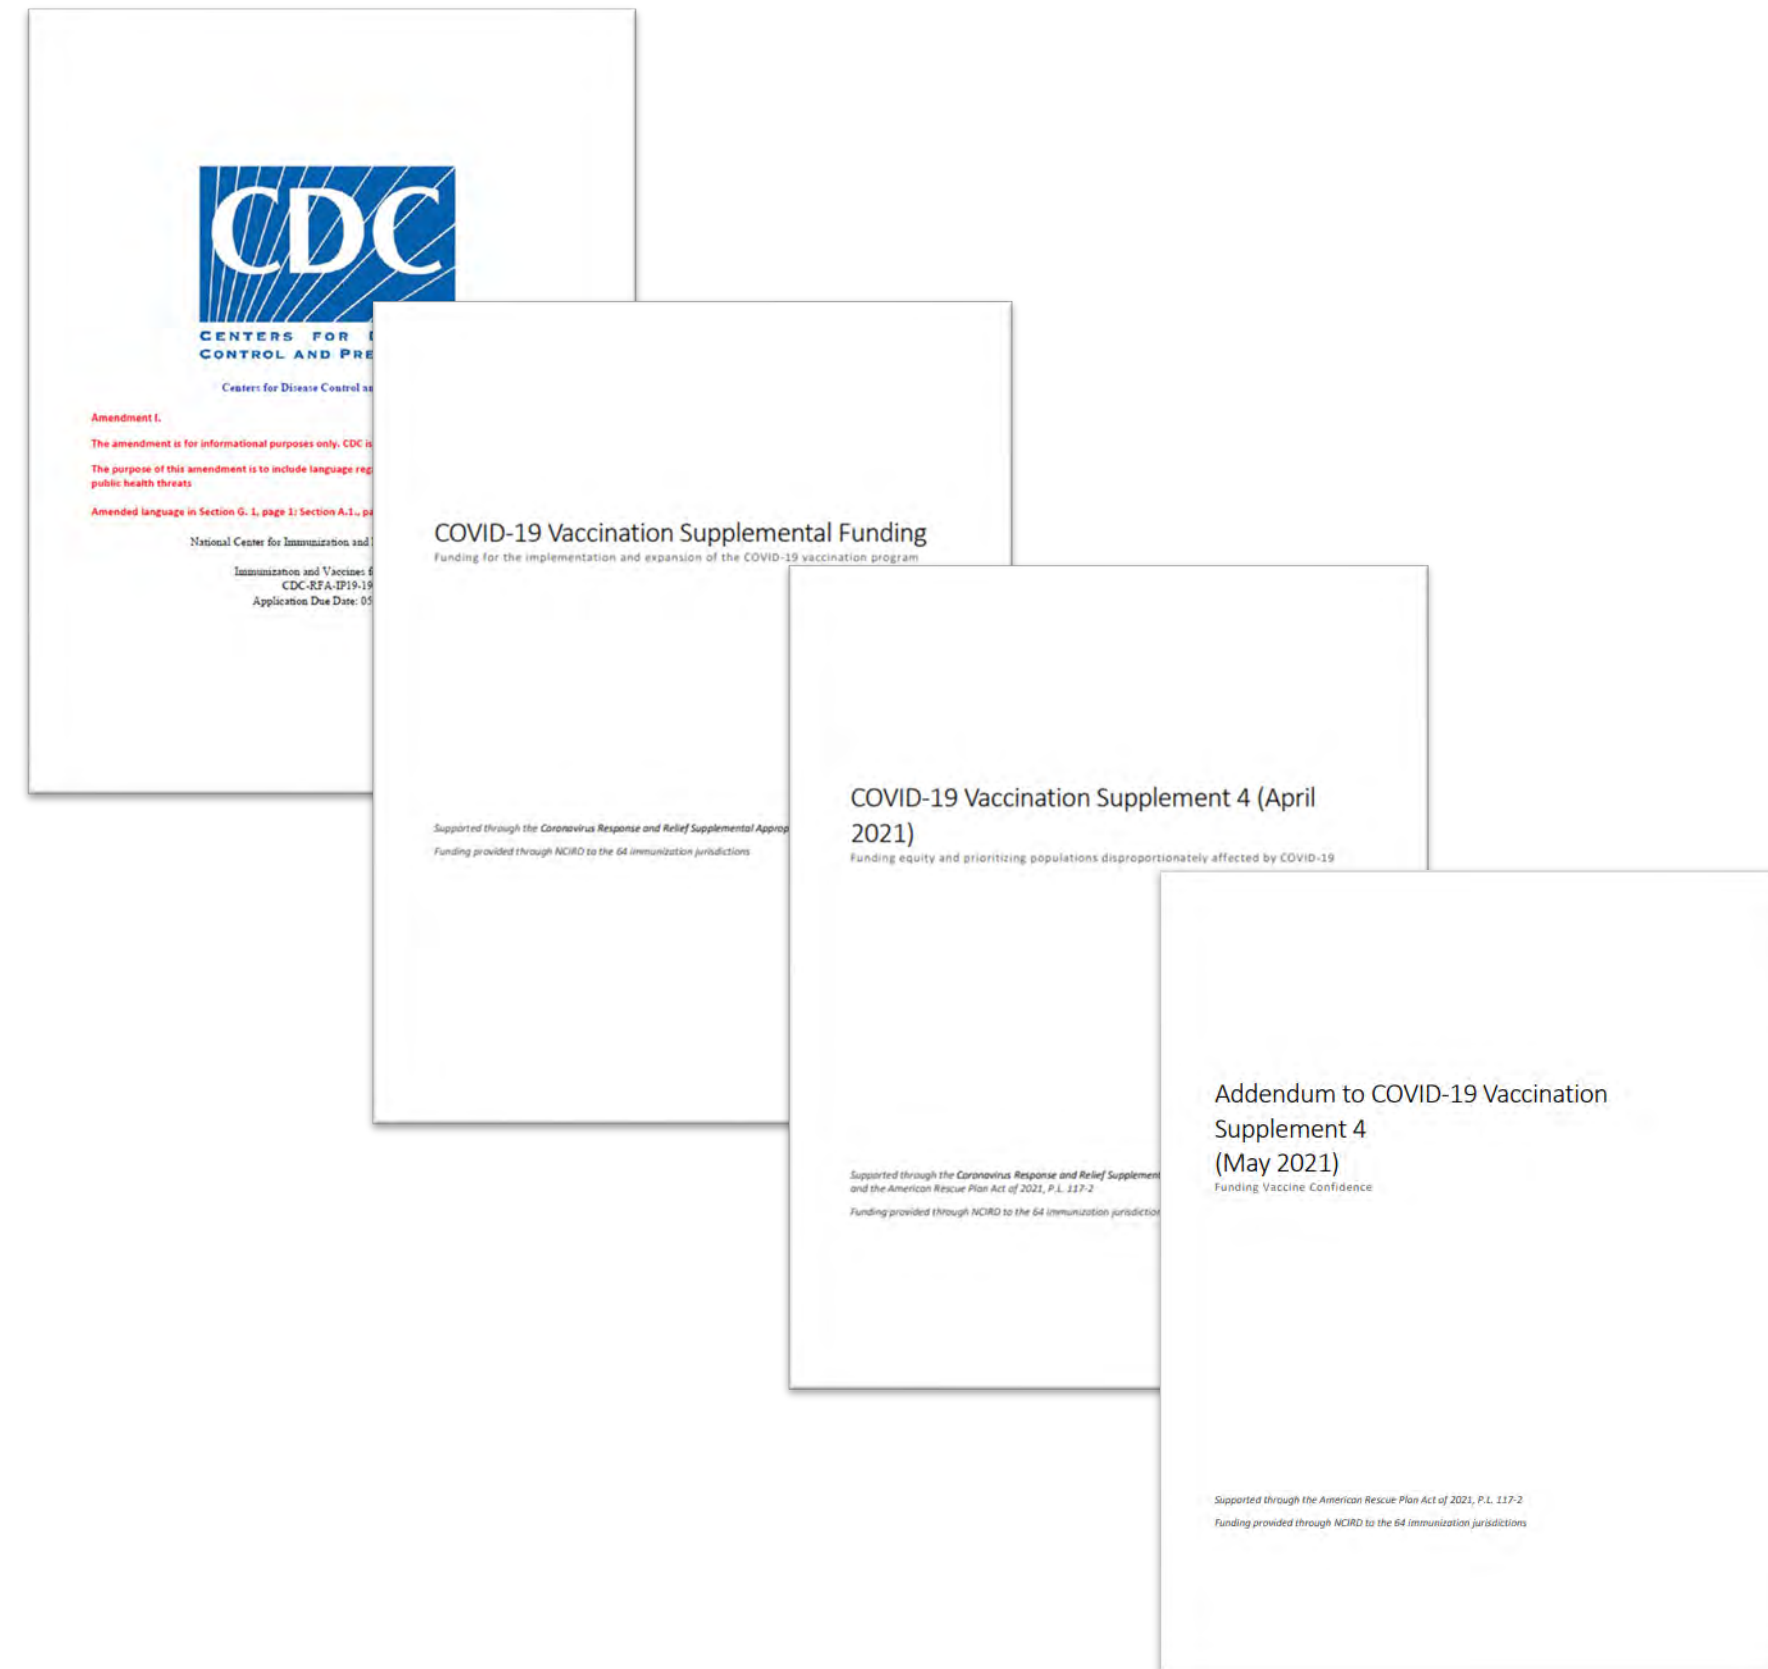 CDC
CENTERS FOR
CONTROL AND PRE
Centers for Disease Control an
Amendment I.
The amendment is for informational purposes only. CDC is
The purpose of this amendment is to include language reg
public health threats
Amended language in Section G. 1, page 1; Section A.1., pa
National Center for Immunization and
Immunization and Vaccines f
CDC-RFA-IP19-19
Application Due Date: 05
COVID-19 Vaccination Supplemental Funding
Funding for the implementation and expansion of the COVID-19 vaccination program
Supported through the Coronavirus Response and Relief Supplemental Approp
Funding provided through NCIRD to the 64 immunization jurisdictions
COVID-19 Vaccination Supplement 4 (April
2021)
Funding equity and prioritizing populations disproportionately affected by COVID-19
Supported through the Coronavirus Response and Relief Supplement
and the American Rescue Plan Act of 2021, P.L. 117-2
Funding provided through NCIRD to the 64 immunization jurisdiction
Addendum to COVID-19 Vaccination
Supplement 4
(May 2021)
Funding Vaccine Confidence
Supported through the American Rescue Plan Act of 2021, P.L. 117-2
Funding provided through NCIRD to the 64 immunization jurisdictions